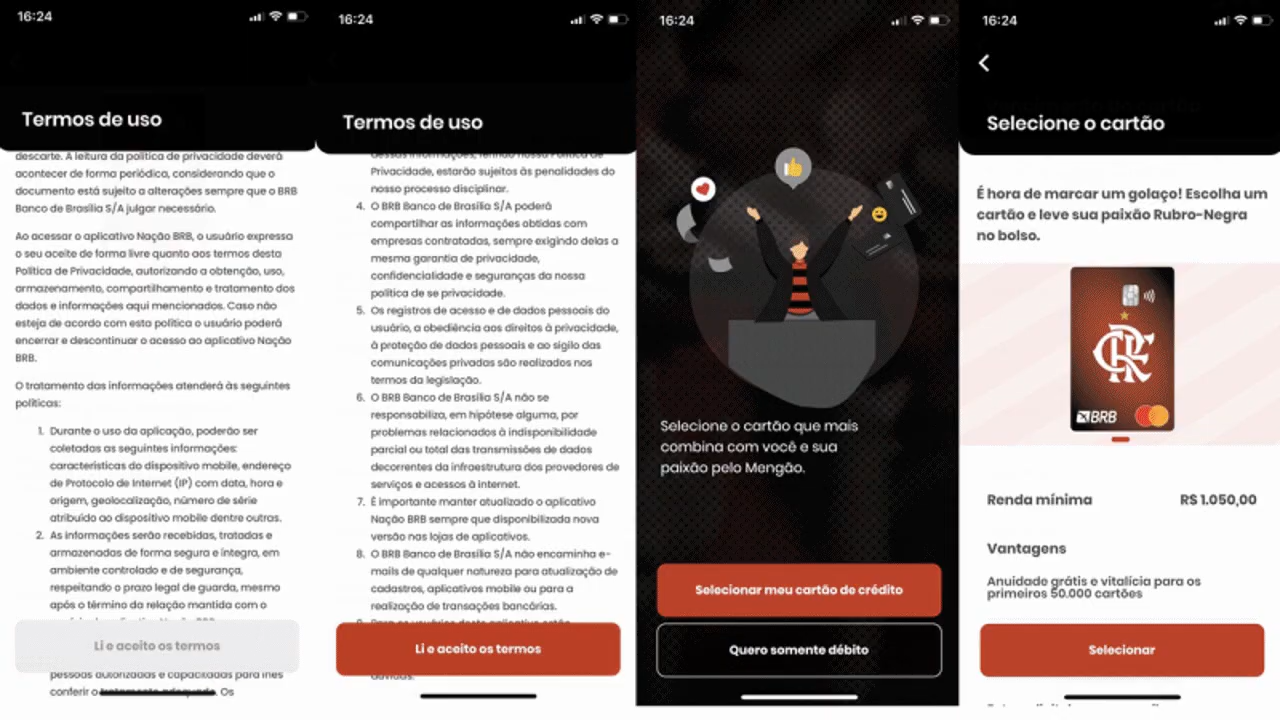 16:24
Termos de uso
descarte. A leitura da política de privacidade deverá
acontecer de forma periódica, considerando que o
documento está sujeito a alterações sempre que o BRB
Banco de Brasília S/A julgar necessário.
Ao acessar o aplicativo Nação BRB, o usuário expressa
o seu aceite de forma livre quanto aos termos desta
Política de Privacidade, autorizando a obtenção, uso,
armazenamento, compartilhamento e tratamento dos
dados e informações aqui mencionados. Caso não
esteja de acordo com esta política o usuário poderá
encerrar e descontinuar o acesso ao aplicativo Nação
BRB.
O tratamento das informações atenderá às seguintes
políticas:
1. Durante o uso da aplicação, poderão ser
coletadas as seguintes informações:
características do dispositivo mobile, endereço
de Protocolo de Internet (IP) com data, hora e
origem, geolocalização, número de série
atribuído ao dispositivo mobile dentre outras.
2. As informações serão recebidas, tratadas e
armazenadas de forma segura e íntegra, em
ambiente controlado e de segurança,
respeitando o prazo legal de guarda, mesmo
após o término da relação mantida com o
Li e aceito os termos
pessoas autorizadas e capacitadas para lhes
conferir o tratamento adequado. Os
16:24
Termos de uso
dessas informações, ferindo nossa Política de
Privacidade, estarão sujeitos às penalidades do
nosso processo disciplinar.
4. O BRB Banco de Brasília S/A poderá
compartilhar as informações obtidas com
empresas contratadas, sempre exigindo delas a
mesma garantia de privacidade,
confidencialidade e seguranças da nossa
política de se privacidade.
5. Os registros de acesso e de dados pessoais do
usuário, a obediência aos direitos à privacidade,
à proteção de dados pessoais e ao sigilo das
comunicações privadas são realizados nos
termos da legislação.
6. O BRB Banco de Brasília S/A não se
responsabiliza, em hipótese alguma, por
problemas relacionados à indisponibilidade
parcial ou total das transmissões de dados
decorrentes da infraestrutura dos provedores de
serviços e acessos à internet.
7. É importante manter atualizado o aplicativo
Nação BRB sempre que disponibilizada nova
versão nas lojas de aplicativos.
8. O BRB Banco de Brasília S/A não encaminha e-
mails de qualquer natureza para atualização de
cadastros, aplicativos mobile ou para a
realização de transações bancárias.
Li e aceito os termos
dúvidas.
16:24
Selecione o cartão que mais
combina com você e sua
paixão pelo Mengão.
Selecionar meu cartão de crédito
Quero somente débito
16:24
Selecione o cartão
É hora de marcar um golaço! Escolha um
cartão e leve sua paixão Rubro-Negra
no bolso.
CRF
BRB
Renda mínima R$ 1.050,00
Vantagens
Anuidade grátis e vitalícia para os
primeiros 50.000 cartões
Selecionar